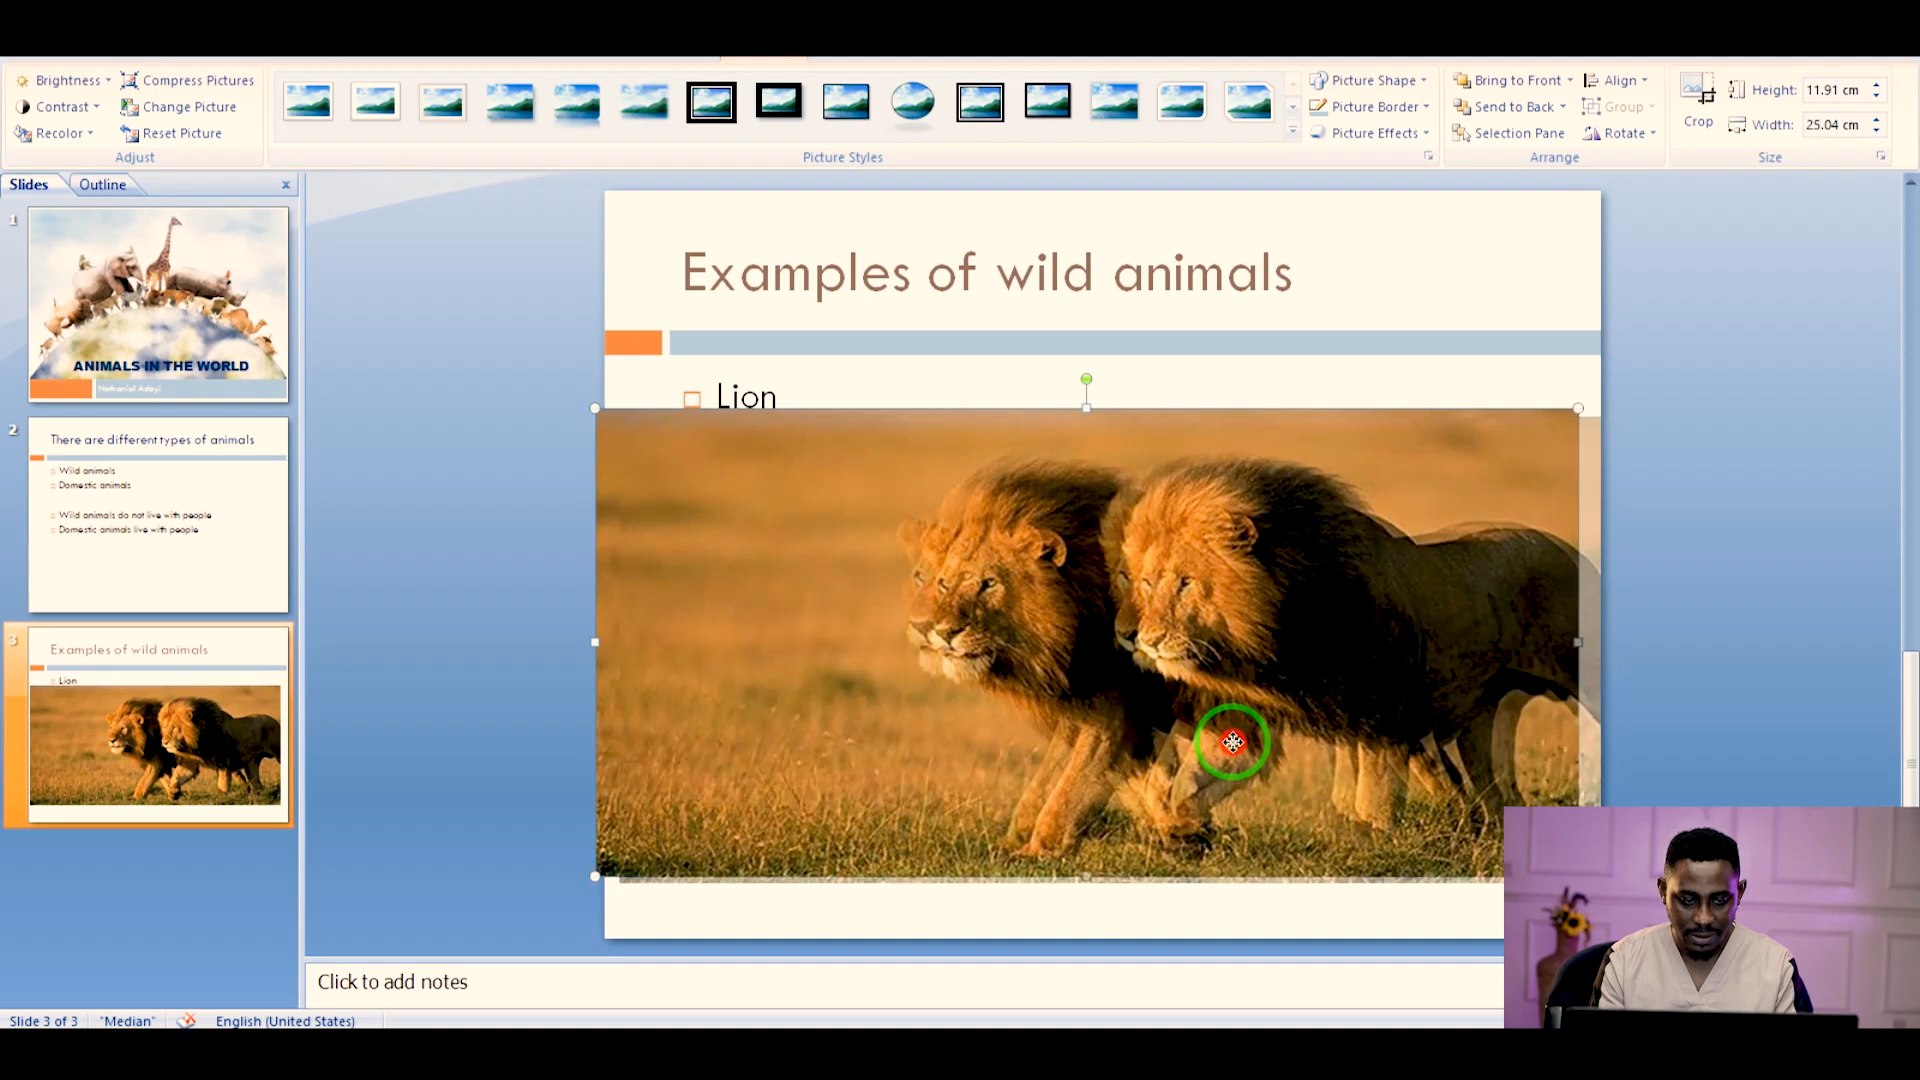 Brightness
Compress Pictures
Contrast
Change Picture
Recolor
Reset Picture
Adjust
Picture Styles
Picture Shape
Picture Border
Picture Effects
Bring to Front
Align
Send to Back
Group
Selection Pane
Rotate
Arrange
Crop
Height: 11.91 cm
Width: 25.04 cm
Size
Slides
Outline
1
ANIMALS IN THE WORLD
Nathaniel Adayi
2
There are different types of animals
Wild animals
Domestic animals
Wild animals do not live with people
Domestic animals live with people
3
Examples of wild animals
Lion
Examples of wild animals
Lion
Click to add notes
Slide 3 of 3
"Median"
English (United States)